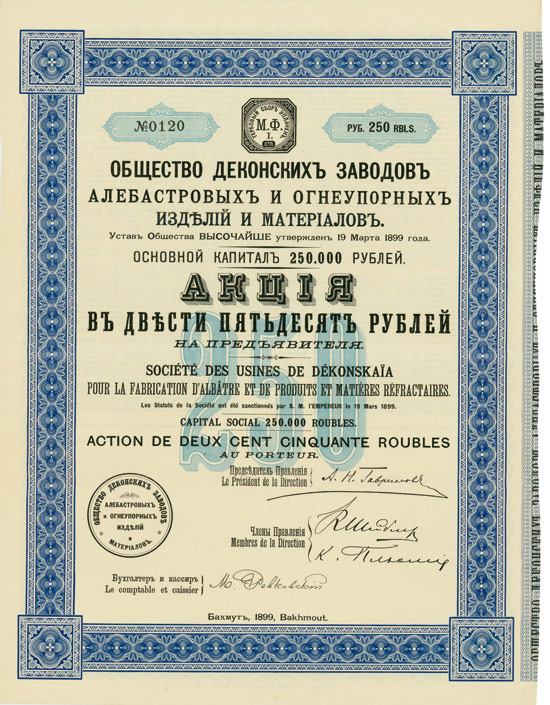 №0120
ГЕРБОВЫЙ СБОРЪ
М.Ф.
I.
РУБ. 250 RBLS.
ОБЩЕСТВО ДЕКОНСКИХЪ ЗАВОДОВЪ
АЛЕБАСТРОВЫХЪ И ОГНЕУПОРНЫХЪ
ИЗДѢЛІЙ И МАТЕРІАЛОВЪ.
Уставъ Общества ВЫСОЧАЙШЕ утвержденъ 19 Марта 1899 года.
ОСНОВНОЙ КАПИТАЛЪ 250.000 РУБЛЕЙ.
АКЦІЯ
ВЪ ДВѢСТИ ПЯТЬДЕСЯТЪ РУБЛЕЙ
НА ПРЕДЪЯВИТЕЛЯ.
250
SOCIÉTÉ DES USINES DE DÉKONSKAÏA
POUR LA FABRICATION D'ALBÂTRE ET DE PRODUITS ET MATIÈRES RÉFRACTAIRES.
Les Statuts de la Société ont été sanctionnés par S. M. l'EMPEREUR le 19 Mars 1899.
CAPITAL SOCIAL 250.000 ROUBLES.
ACTION DE DEUX CENT CINQUANTE ROUBLES
AU PORTEUR.
Предсѣдатель Правленія
Le Président de la Direction
А. Н. Гавриловъ
ОБЩЕСТВО ДЕКОНСКИХЪ ЗАВОДОВЪ
АЛЕБАСТРОВЫХЪ
И ОГНЕУПОРНЫХЪ
ИЗДѢЛІЙ
И
МАТЕРІАЛОВЪ.
Члены Правленія
Membres de la Direction
Бухгалтеръ и кассиръ
Le comptable et caissier
М. Ревковскій
Бахмутъ, 1899, Bakhmout.